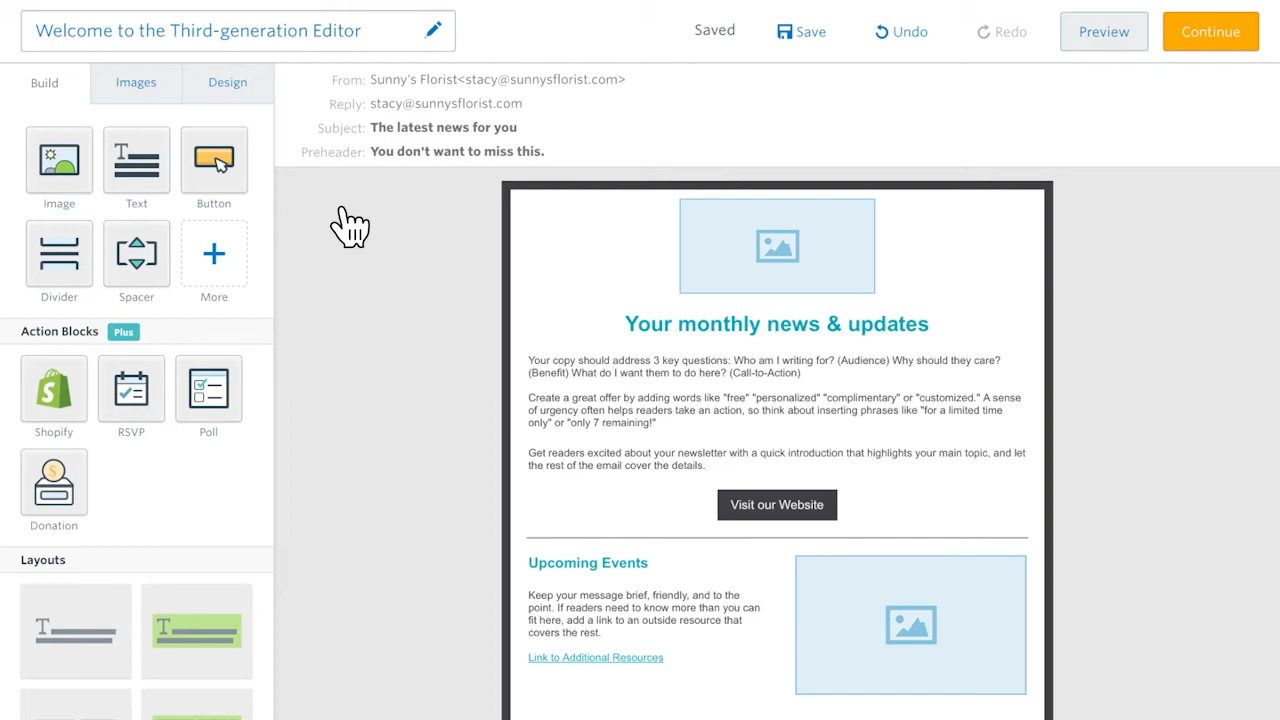 Welcome to the Third-generation Editor
Saved
Save
Undo
Redo
Preview
Continue
Build
Images
Design
From: Sunny's Florist<stacy@sunnysflorist.com>
Reply: stacy@sunnysflorist.com
Subject: The latest news for you
Preheader: You don't want to miss this.
Image
Text
Button
Divider
Spacer
More
Action Blocks
Plus
Shopify
RSVP
Poll
Donation
Layouts
Your monthly news & updates
Your copy should address 3 key questions: Who am I writing for? (Audience) Why should they care?
(Benefit) What do I want them to do here? (Call-to-Action)
Create a great offer by adding words like "free" "personalized" "complimentary" or "customized." A sense
of urgency often helps readers take an action, so think about inserting phrases like "for a limited time
only" or "only 7 remaining!"
Get readers excited about your newsletter with a quick introduction that highlights your main topic, and let
the rest of the email cover the details.
Visit our Website
Upcoming Events
Keep your message brief, friendly, and to the
point. If readers need to know more than you can
fit here, add a link to an outside resource that
covers the rest.
Link to Additional Resources